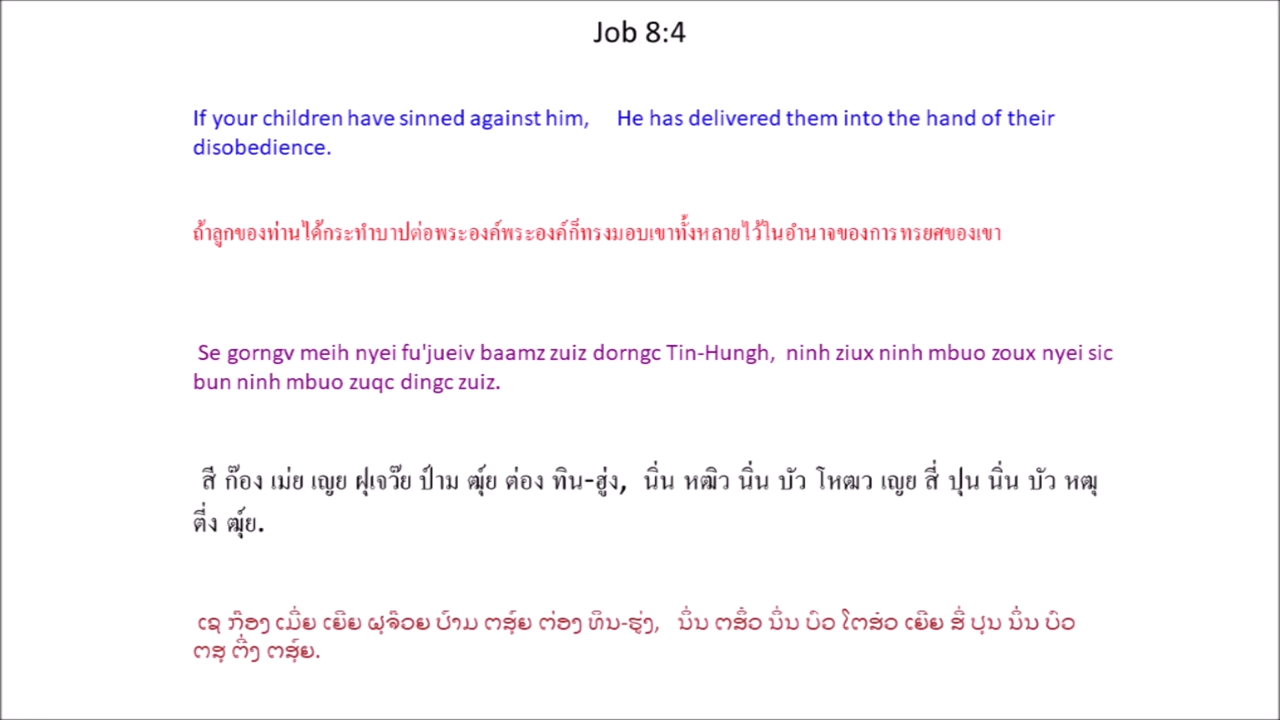 Job 8:4
If your children have sinned against him, He has delivered them into the hand of their
disobedience.
ถ้าลูกของท่านได้กระทำบาปต่อพระองค์พระองค์ก็ทรงมอบเขาทั้งหลายไว้ในอำนาจของการทรยศของเขา
Se gorngv meih nyei fu'jueiv baamz zuiz dorngc Tin-Hungh, ninh ziux ninh mbuo zoux nyei sic
bun ninh mbuo zuqc dingc zuiz.
สี ก๊อง เม่ย เญย ฝุเจว๊ย ป์าม ฒุ์ย ต่อง ทิน-ฮู่ง, นิ่น หฒิว นิ่น บัว โหฒว เญย สี่ ปุน นิ่น บัว หฒุ
ตี่ง ฒุ์ย.
ເຊ ກ໊ອງ ເມີ່ຍ ເຍີຍ ຝຸຈ໊ວຍ ປ໌າມ ຕສຸ໌ຍ ຕ່ອງ ທິນ-ຮູ່ງ, ນິ່ນ ຕສິ໋ວ ນິ່ນ ບົວ ໂຕສ໋ວ ເຍີຍ ສີ່ ປຸນ ນິ່ນ ບົວ
ຕສຸ ຕີ່ງ ຕສຸ໌ຍ.